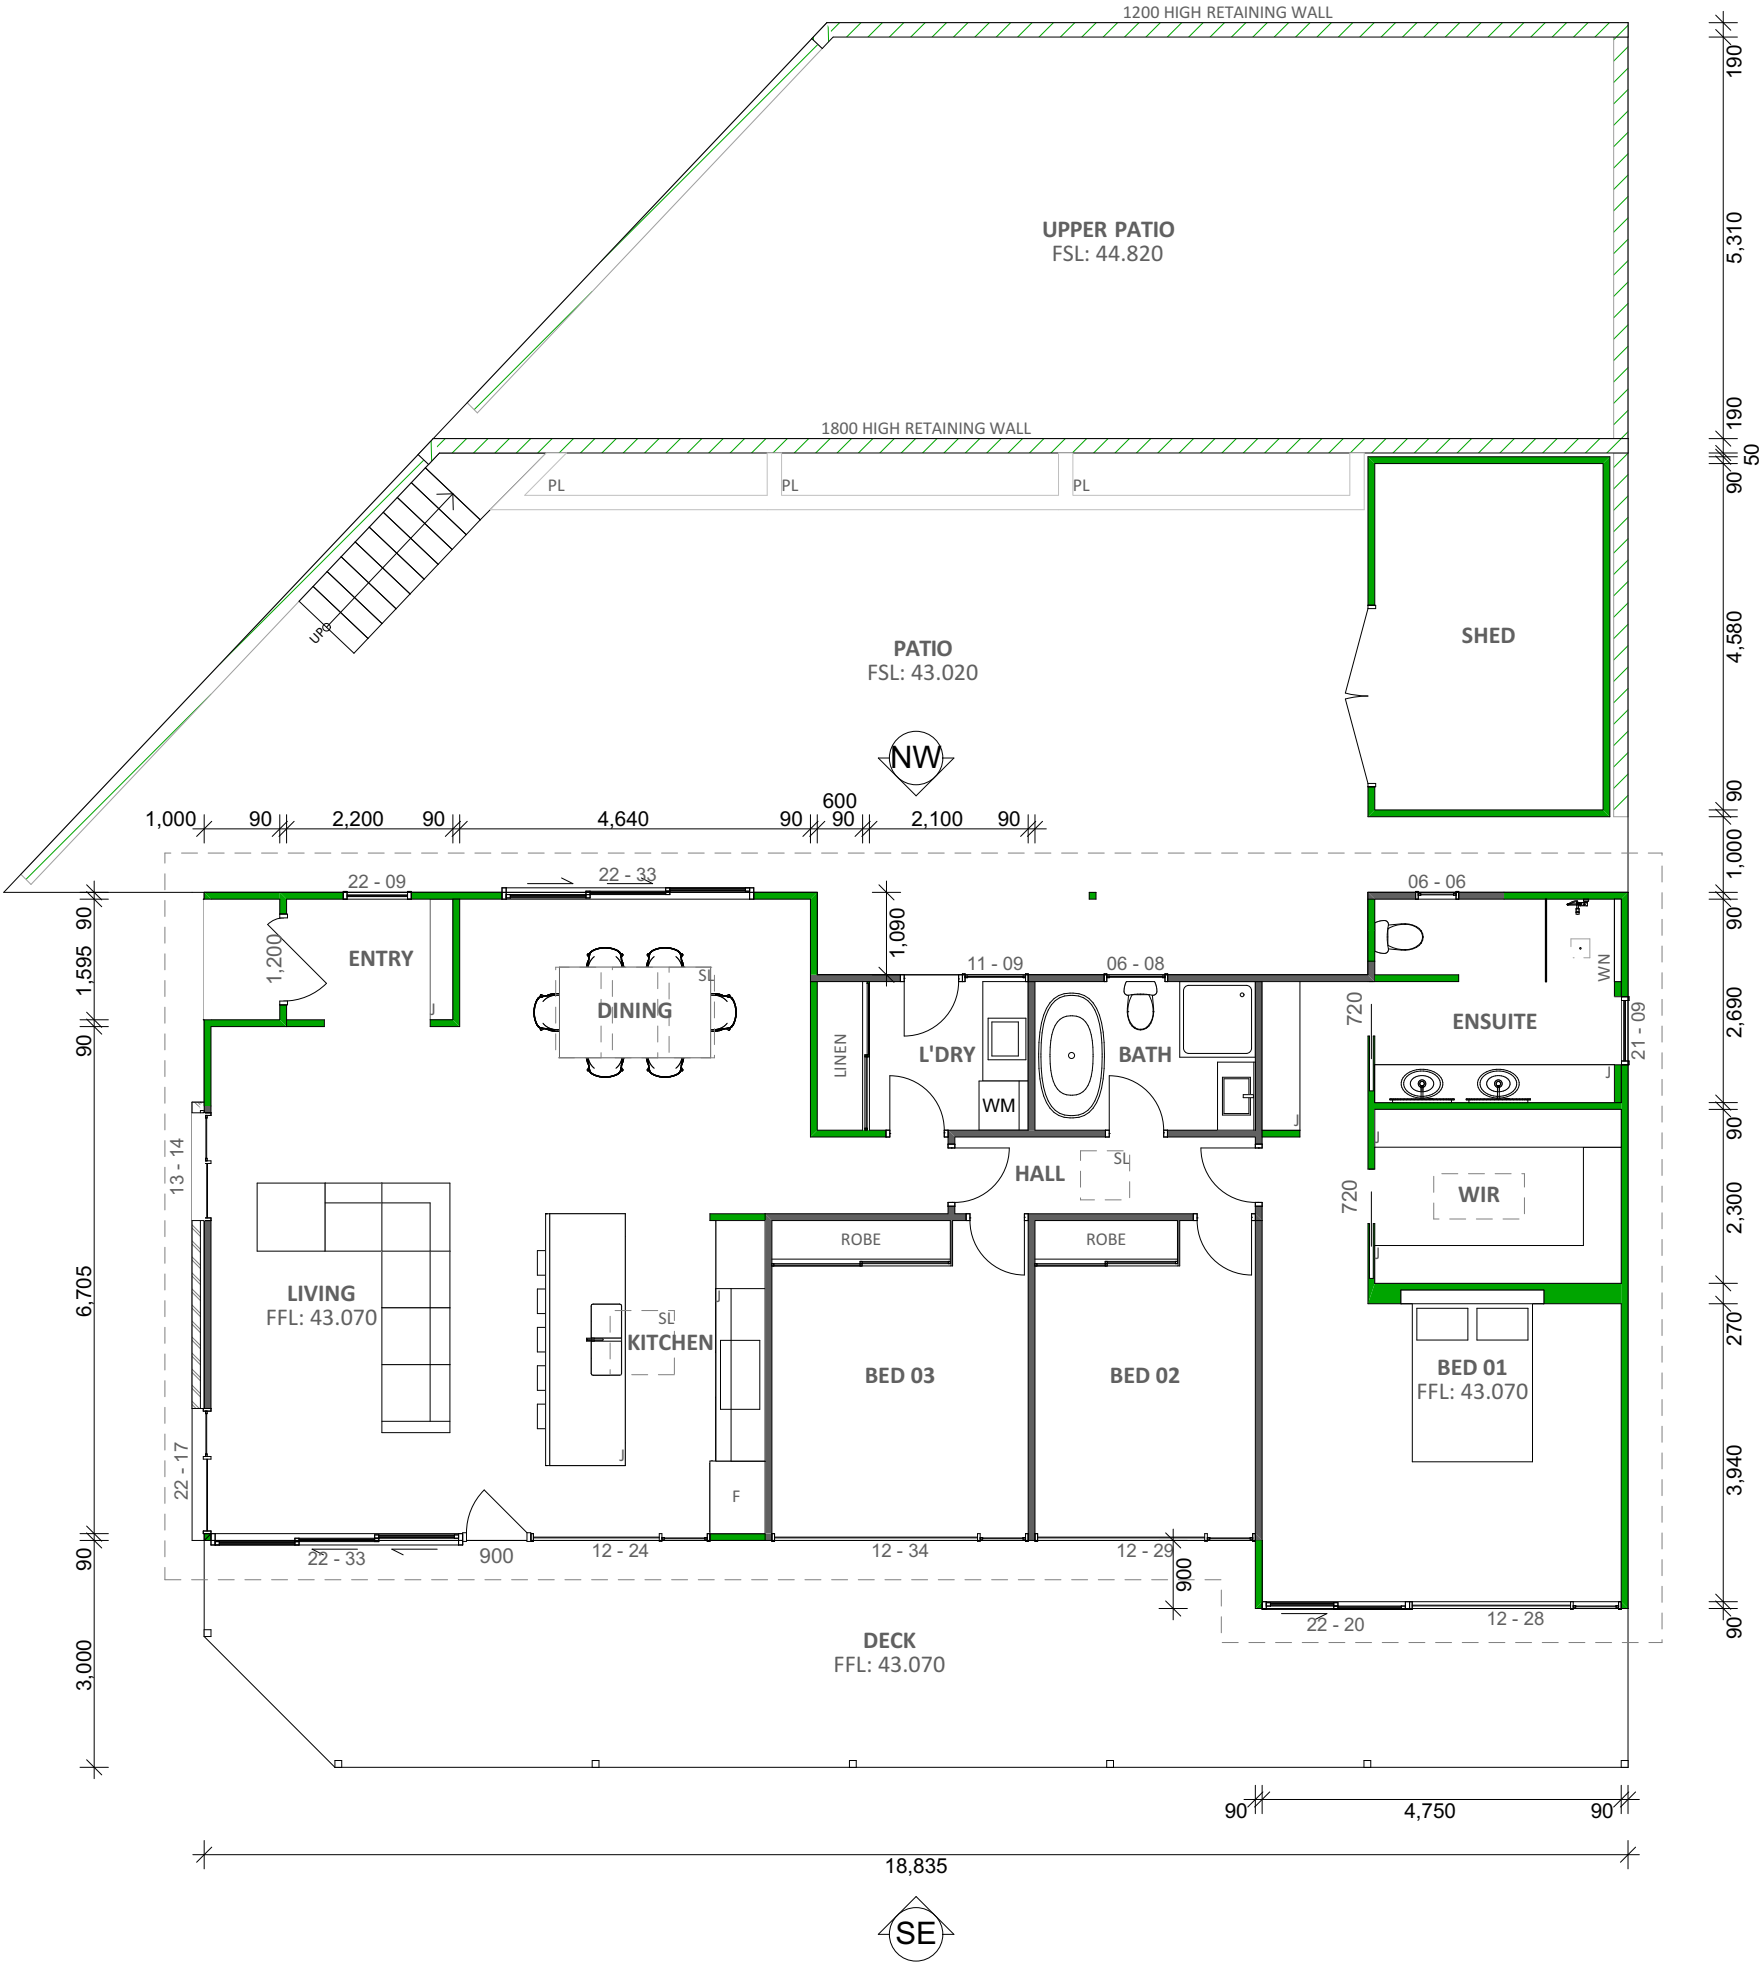 1200 HIGH RETAINING WALL
190
UPPER PATIO
FSL: 44.820
5,310
1800 HIGH RETAINING WALL
190
50
90
PL
PL
PL
UP
SHED
4,580
PATIO
FSL: 43.020
NW
90
600
1,000
90
2,200
90
4,640
90
90
2,100
90
1,000
22 - 09
22 - 33
06 - 06
90
90
1,090
1,595
1,200
ENTRY
J
SL
DINING
11 - 09
06 - 08
WN
720
2,690
ENSUITE
21 - 09
90
LINEN
L'DRY
BATH
WM
J
J
90
13 - 14
HALL
SL
J
720
WIR
2,300
J
ROBE
ROBE
6,705
LIVING
FFL: 43.070
J
SL
KITCHEN
270
BED 03
BED 02
BED 01
FFL: 43.070
J
22 - 17
F
3,940
90
22 - 33
900
12 - 24
12 - 34
12 - 29
900
22 - 20
12 - 28
90
DECK
FFL: 43.070
3,000
90
4,750
90
18,835
SE